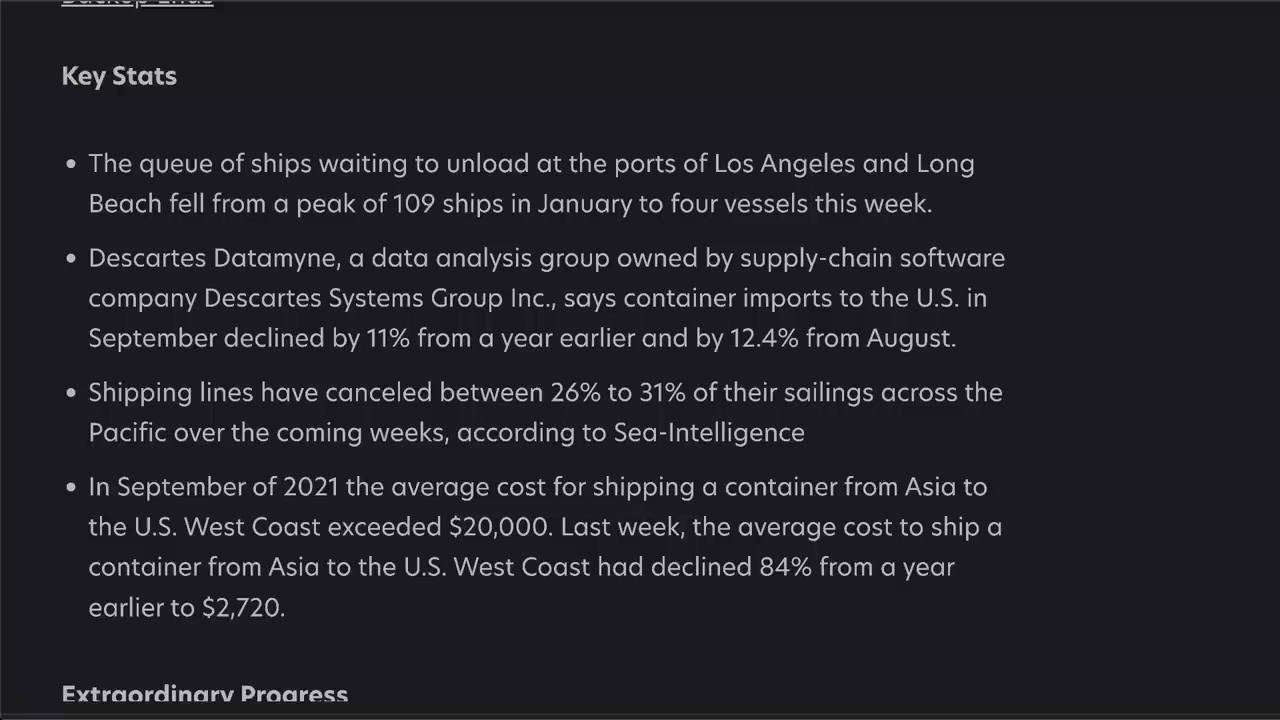 Key Stats
• The queue of ships waiting to unload at the ports of Los Angeles and Long
Beach fell from a peak of 109 ships in January to four vessels this week.
• Descartes Datamyne, a data analysis group owned by supply-chain software
company Descartes Systems Group Inc., says container imports to the U.S. in
September declined by 11% from a year earlier and by 12.4% from August.
• Shipping lines have canceled between 26% to 31% of their sailings across the
Pacific over the coming weeks, according to Sea-Intelligence
• In September of 2021 the average cost for shipping a container from Asia to
the U.S. West Coast exceeded $20,000. Last week, the average cost to ship a
container from Asia to the U.S. West Coast had declined 84% from a year
earlier to $2,720.
Extraordinary Progress